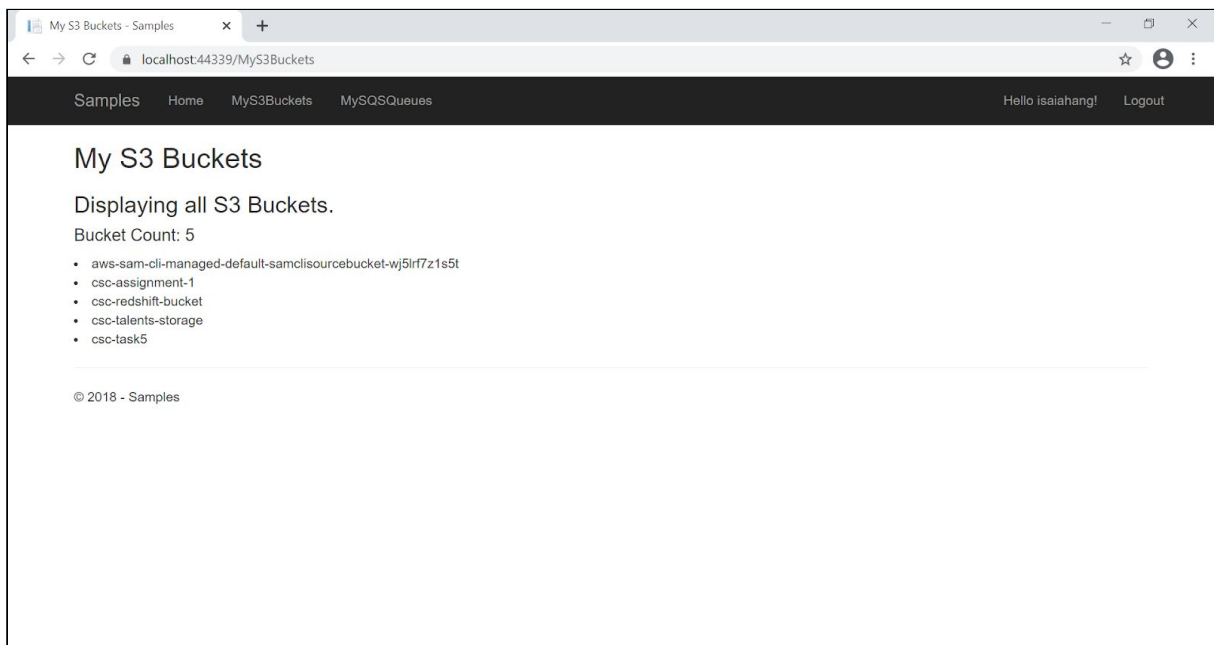 My S3 Buckets - Samples
localhost:44339/MyS3Buckets
Samples Home MyS3Buckets MySQSQueues Hello isaiahang! Logout
My S3 Buckets
Displaying all S3 Buckets.
Bucket Count: 5
aws-sam-cli-managed-default-samclisourcebucket-wj5lrf7z1s5t
csc-assignment-1
csc-redshift-bucket
csc-talents-storage
csc-task5
© 2018 - Samples